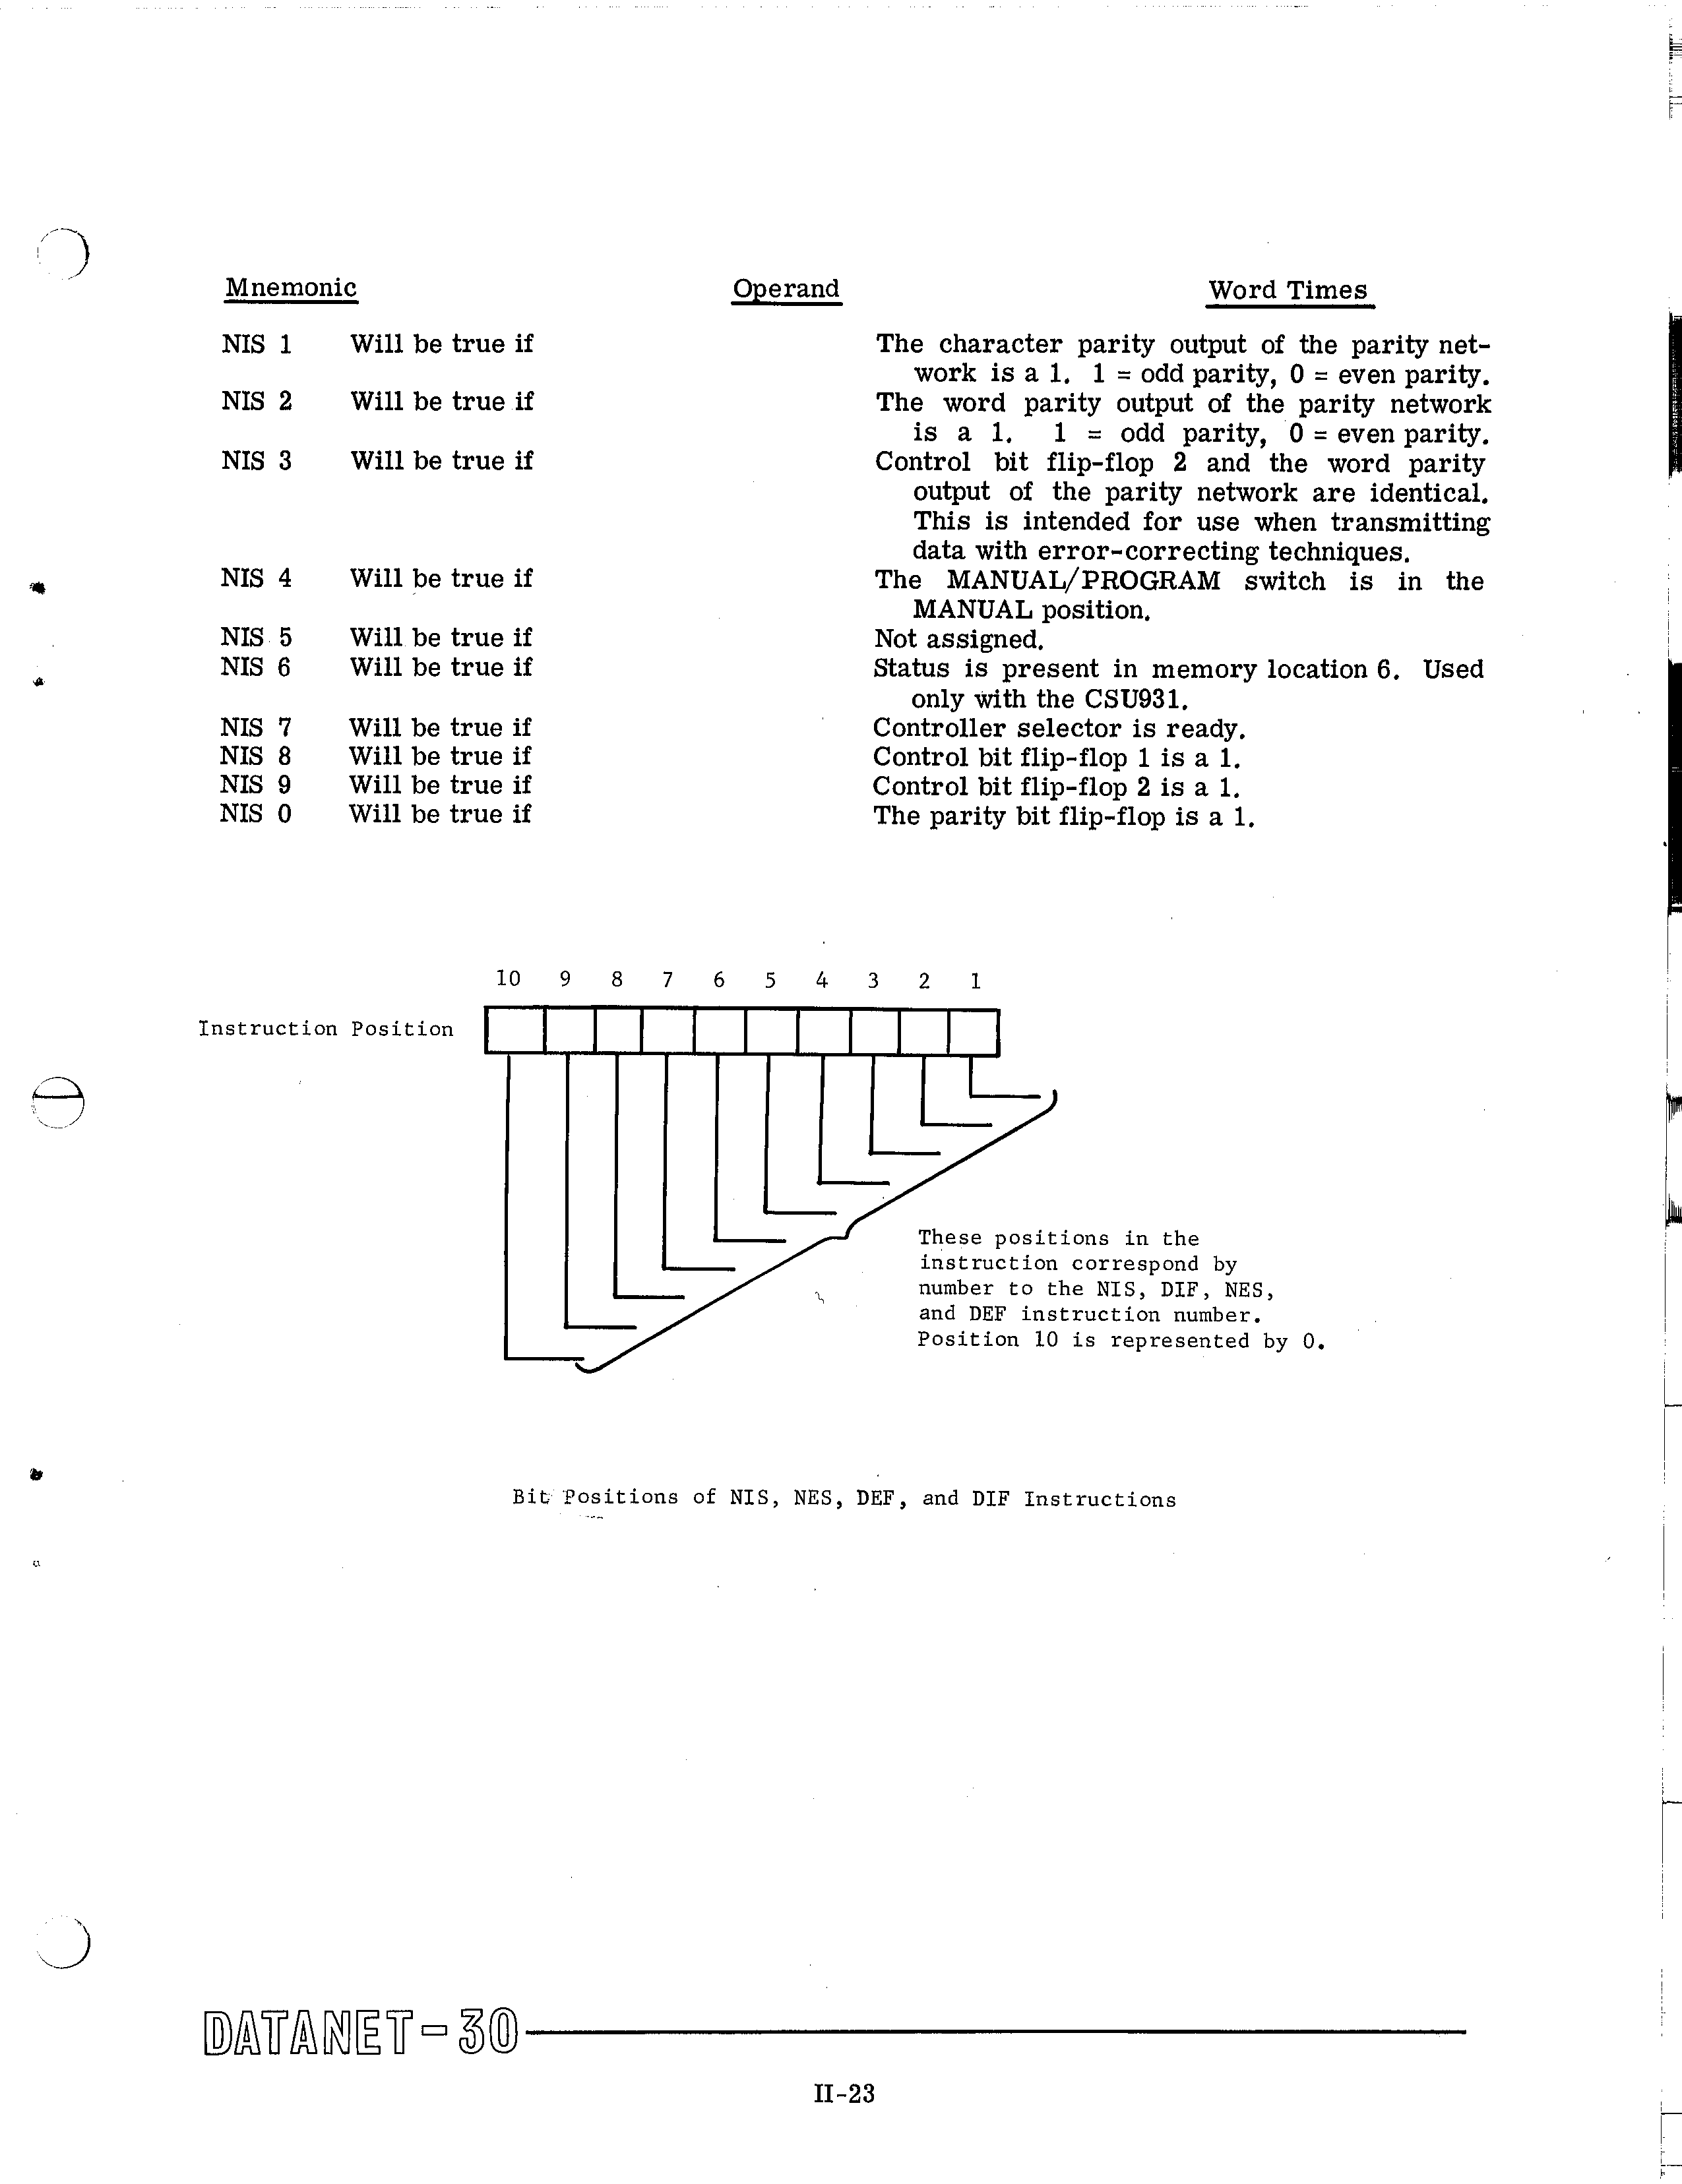 Mnemonic Operand Word Times
NIS 1 Will be true if The character parity output of the parity net-
work is a 1. 1 = odd parity, 0 = even parity.
NIS 2 Will be true if The word parity output of the parity network
is a 1. 1 = odd parity, 0 = even parity.
NIS 3 Will be true if Control bit flip-flop 2 and the word parity
output of the parity network are identical.
This is intended for use when transmitting
data with error-correcting techniques.
NIS 4 Will be true if The MANUAL/PROGRAM switch is in the
MANUAL position.
NIS 5 Will be true if Not assigned.
NIS 6 Will be true if Status is present in memory location 6. Used
only with the CSU931.
NIS 7 Will be true if Controller selector is ready.
NIS 8 Will be true if Control bit flip-flop 1 is a 1.
NIS 9 Will be true if Control bit flip-flop 2 is a 1.
NIS 0 Will be true if The parity bit flip-flop is a 1.
10 9 8 7 6 5 4 3 2 1
Instruction Position
These positions in the
instruction correspond by
number to the NIS, DIF, NES,
and DEF instruction number.
Position 10 is represented by 0.
Bit Positions of NIS, NES, DEF, and DIF Instructions
DATANET-30
II-23